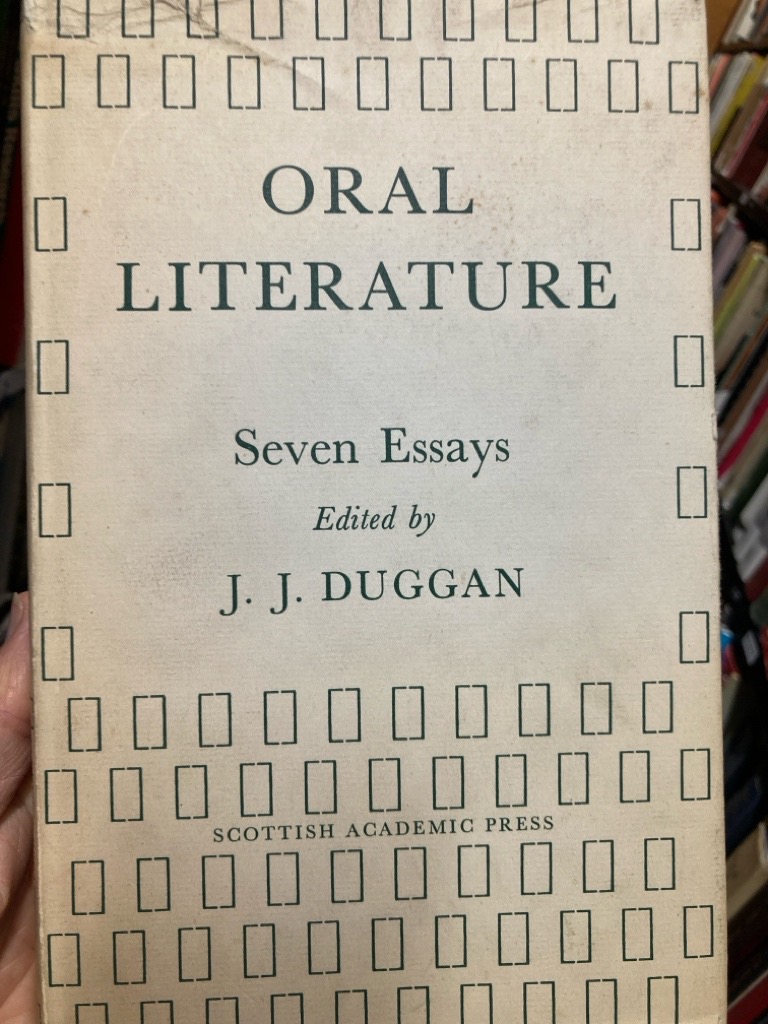 ORAL
LITERATURE
Seven Essays
Edited by
J. J. DUGGAN
SCOTTISH ACADEMIC PRESS